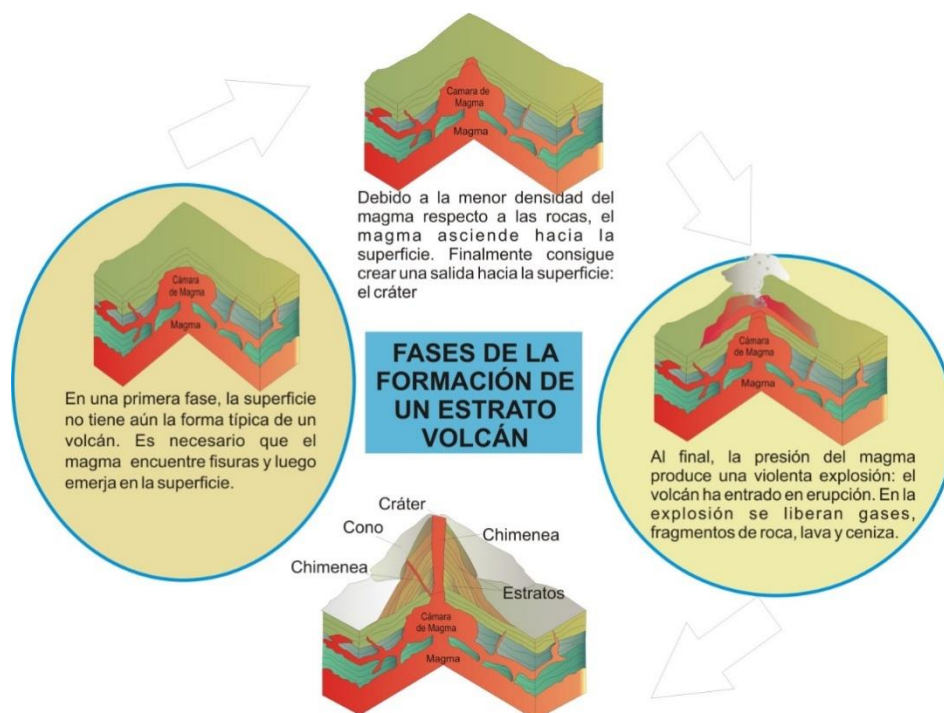 Camara de
Magma
Magma
Debido a la menor densidad del
magma respecto a las rocas, el
magma asciende hacia la
superficie. Finalmente consigue
crear una salida hacia la superficie:
el cráter
Cámara
de Magma
Magma
En una primera fase, la superficie
no tiene aún la forma típica de un
volcán. Es necesario que el
magma encuentre fisuras y luego
emerja en la superficie.
FASES DE LA
FORMACIÓN DE
UN ESTRATO
VOLCÁN
Cámara
de Magma
Magma
Al final, la presión del magma
produce una violenta explosión: el
volcán ha entrado en erupción. En la
explosión se liberan gases,
fragmentos de roca, lava y ceniza.
Cráter
Cono
Chimenea
Chimenea
Estratos
Cámara
de Magma
Magma